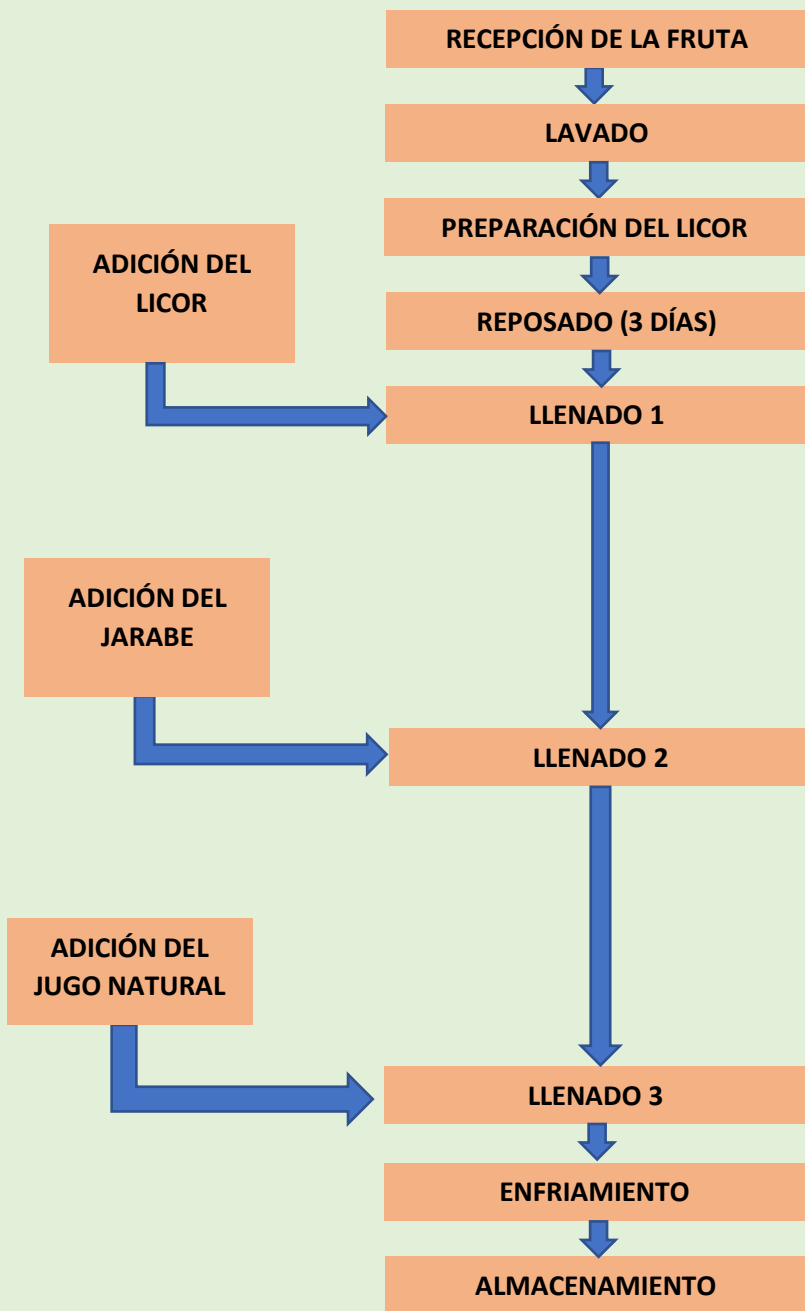 RECEPCIÓN DE LA FRUTA
LAVADO
PREPARACIÓN DEL LICOR
ADICIÓN DEL
LICOR
REPOSADO (3 DÍAS)
LLENADO 1
ADICIÓN DEL
JARABE
LLENADO 2
ADICIÓN DEL
JUGO NATURAL
LLENADO 3
ENFRIAMIENTO
ALMACENAMIENTO